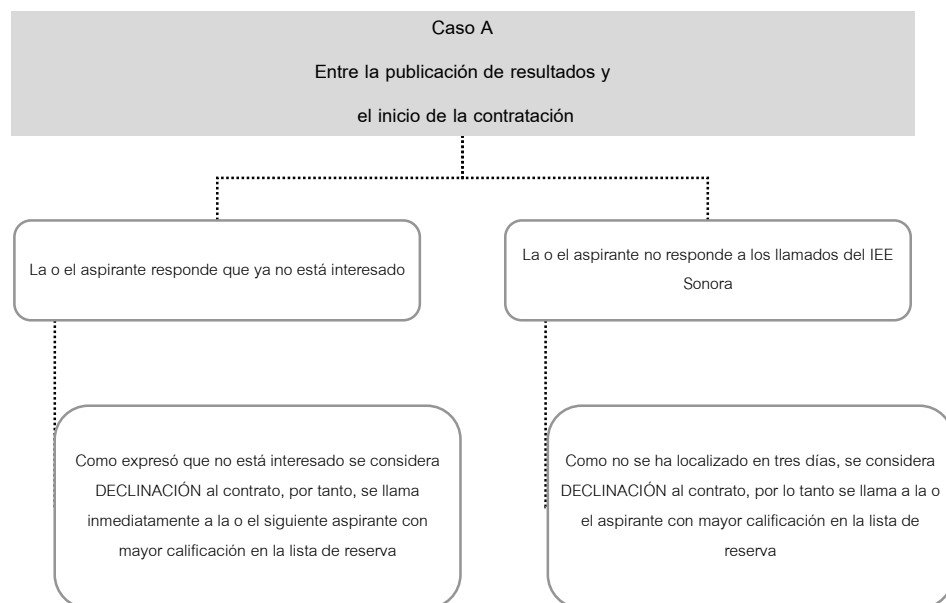 Caso A
Entre la publicación de resultados y
el inicio de la contratación
La o el aspirante responde que ya no está interesado
La o el aspirante no responde a los llamados del IEE
Sonora
Como expresó que no está interesado se considera
DECLINACIÓN al contrato, por tanto, se llama
inmediatamente a la o el siguiente aspirante con
mayor calificación en la lista de reserva
Como no se ha localizado en tres días, se considera
DECLINACIÓN al contrato, por lo tanto se llama a la o
el aspirante con mayor calificación en la lista de
reserva